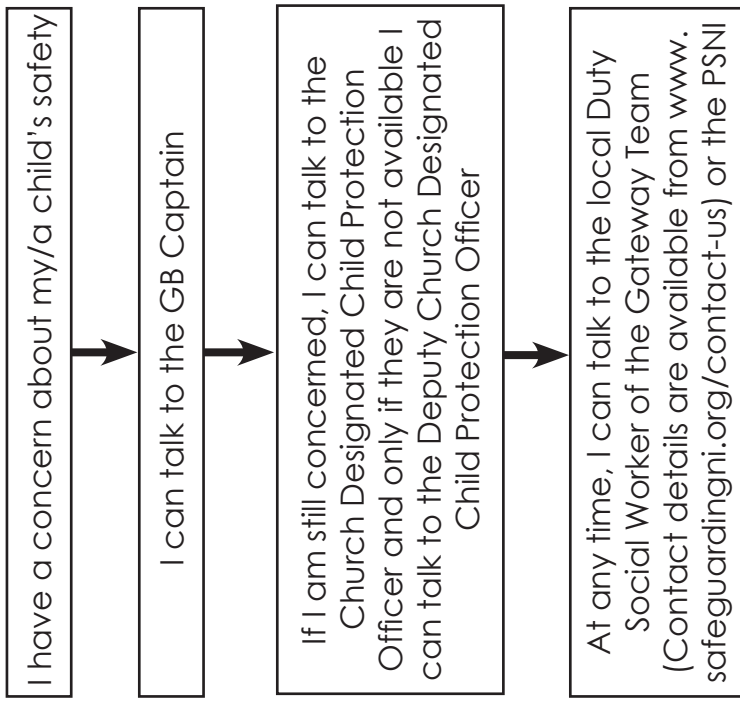 I have a concern about my/a child's safety
I can talk to the GB Captain
If I am still concerned, I can talk to the
Church Designated Child Protection
Officer and only if they are not available I
can talk to the Deputy Church Designated
Child Protection Officer
At any time, I can talk to the local Duty
Social Worker of the Gateway Team
(Contact details are available from www.
safeguardingni.org/contact-us) or the PSNI